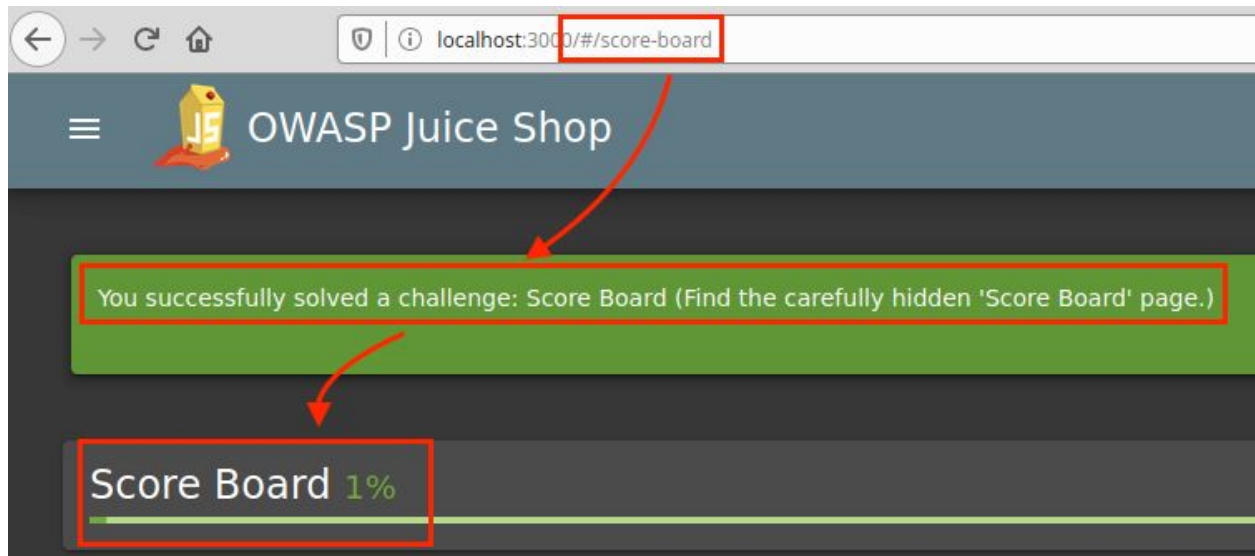 localhost:3000/#/score-board
JS OWASP Juice Shop
You successfully solved a challenge: Score Board (Find the carefully hidden 'Score Board' page.)
Score Board 1%